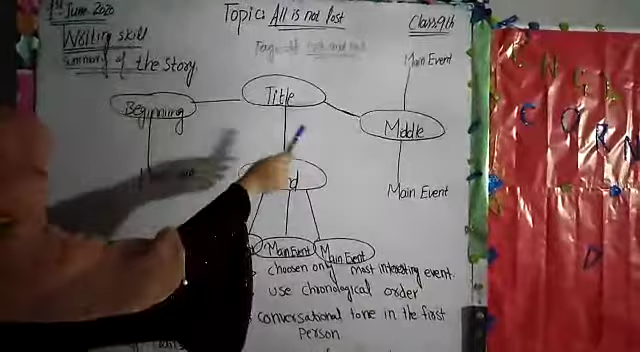 1st June 2020
Topic: All is not lost
Class 9th
Writing skill
summary of the story
Main Event
Title
Beginning
Mddle
Main Event
Main Event
Main Event
choosen only most interesting event.
use chronological order
conversational tone in the first
Person
E N G
C O R N
D